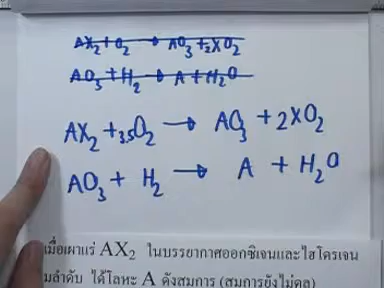 AX₂ + O₂ → AO₃ + 2XO₂
AO₃ + H₂ → A + H₂O
AX₂ + 3.5O₂ → AO₃ + 2XO₂
AO₃ + H₂ → A + H₂O
เมื่อเผาแร่ AX₂ ในบรรยากาศออกซิเจนและไฮโดรเจน
มลำดับ ได้โลหะ A ดังสมการ (สมการยังไม่ดุล)